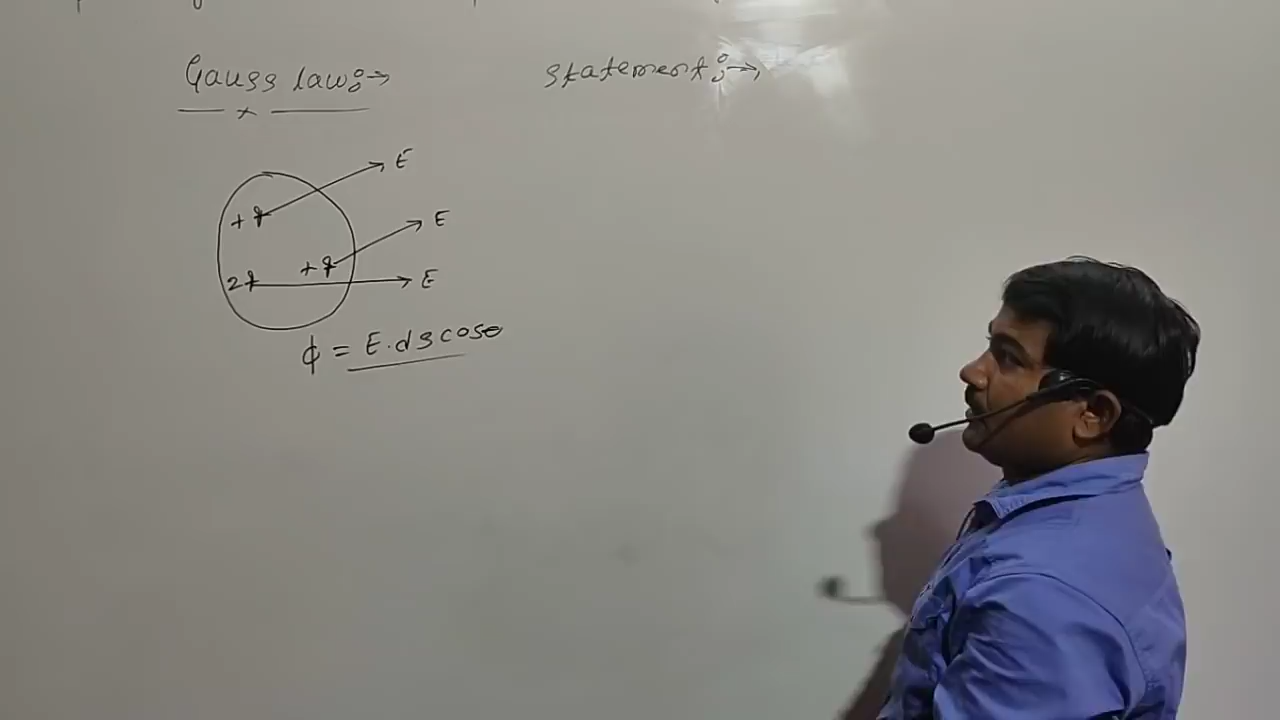 Gauss law:→
statement:→
E
+q
E
+q
2q
E
ϕ = E.ds cosθ